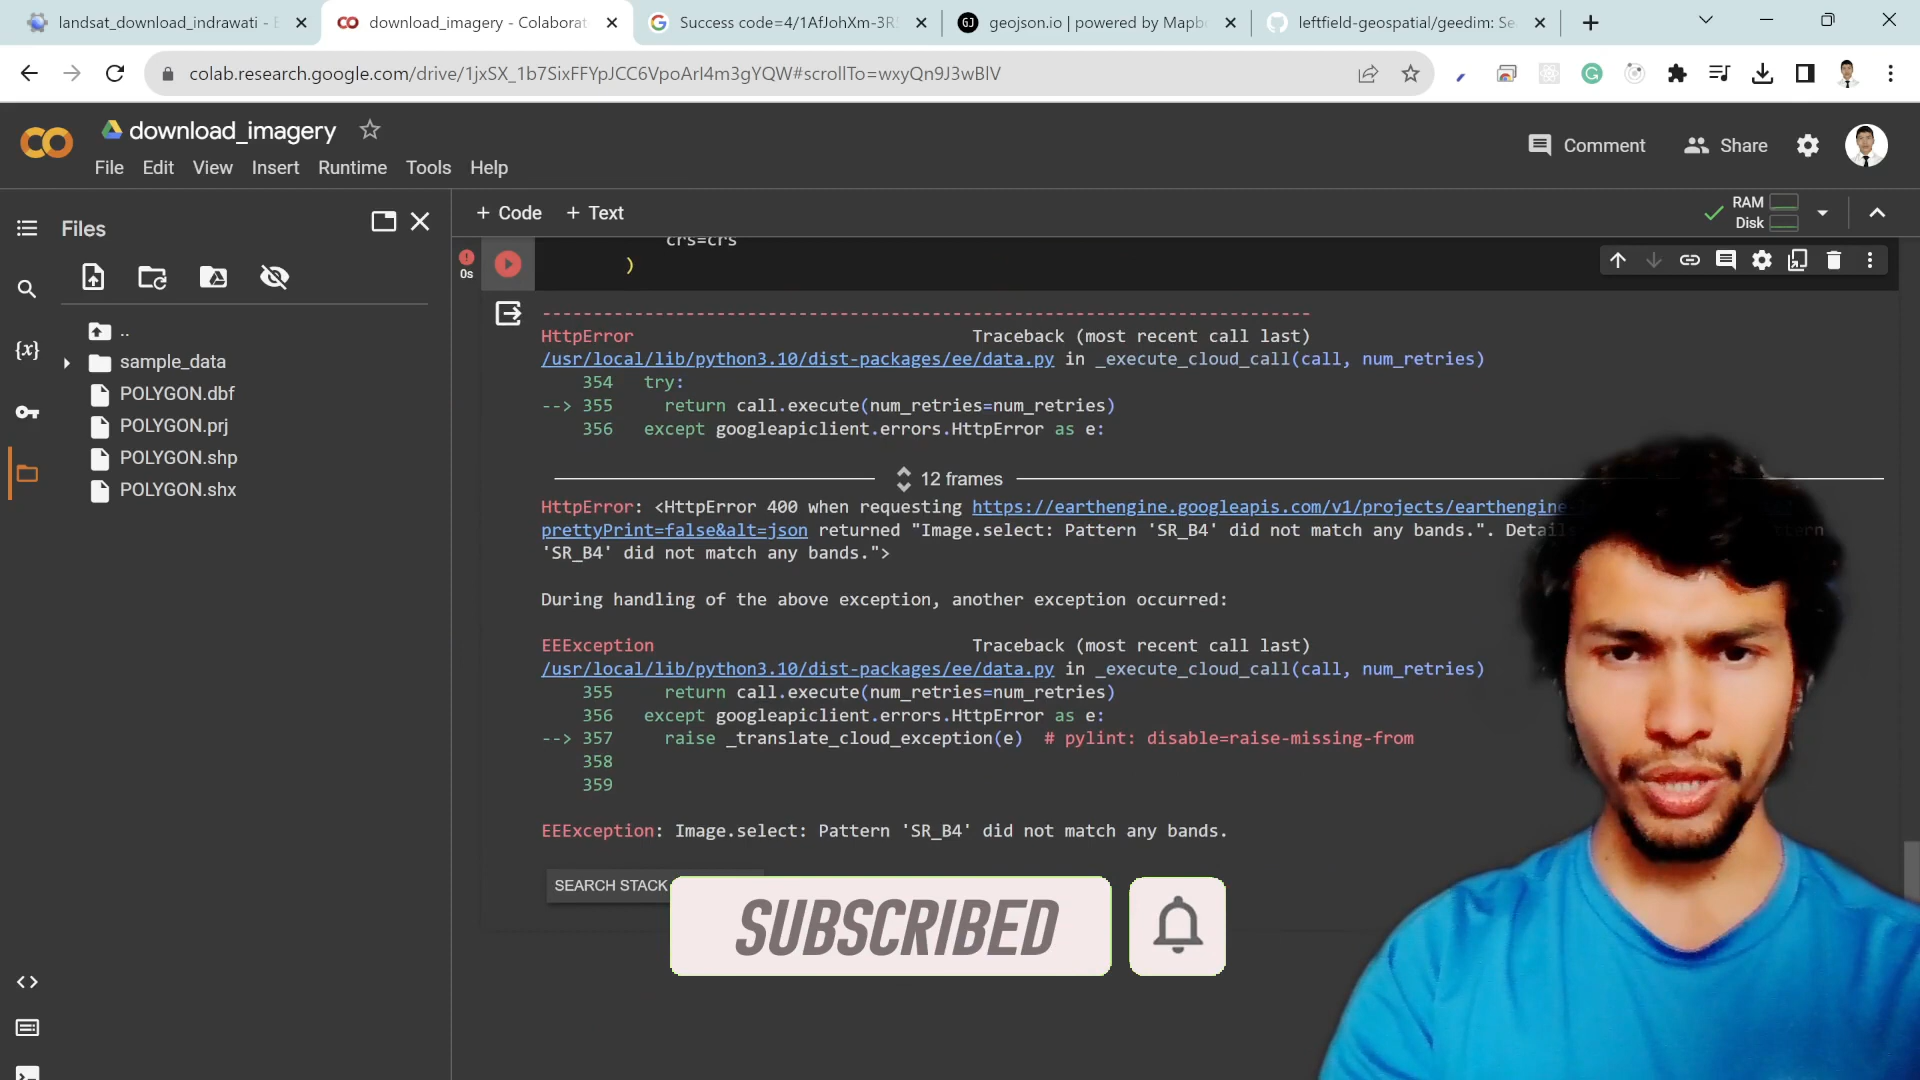 landsat_download_indrawati -
download_imagery - Colaborat
Success code=4/1AfJohXm-3R
geojson.io | powered by Mapb
leftfield-geospatial/geedim: Se
colab.research.google.com/drive/1jxSX_1b7SixFFYpJCC6VpoArI4m3gYQW#scrollTo=wxyQn9J3wBlV
download_imagery
File Edit View Insert Runtime Tools Help
Comment
Share
Files
+ Code + Text
RAM
Disk
..
sample_data
POLYGON.dbf
POLYGON.prj
POLYGON.shp
POLYGON.shx
{x}
0s
crs=crs
)
---------------------------------------------------------------------------
HttpError Traceback (most recent call last)
/usr/local/lib/python3.10/dist-packages/ee/data.py in _execute_cloud_call(call, num_retries)
354 try:
--> 355 return call.execute(num_retries=num_retries)
356 except googleapiclient.errors.HttpError as e:
12 frames
HttpError: <HttpError 400 when requesting https://earthengine.googleapis.com/v1/projects/earthengine-
prettyPrint=false&alt=json returned "Image.select: Pattern 'SR_B4' did not match any bands.". Details
'SR_B4' did not match any bands.">
During handling of the above exception, another exception occurred:
EEException Traceback (most recent call last)
/usr/local/lib/python3.10/dist-packages/ee/data.py in _execute_cloud_call(call, num_retries)
355 return call.execute(num_retries=num_retries)
356 except googleapiclient.errors.HttpError as e:
--> 357 raise _translate_cloud_exception(e) # pylint: disable=raise-missing-from
358
359
EEException: Image.select: Pattern 'SR_B4' did not match any bands.
SEARCH STACK
SUBSCRIBED